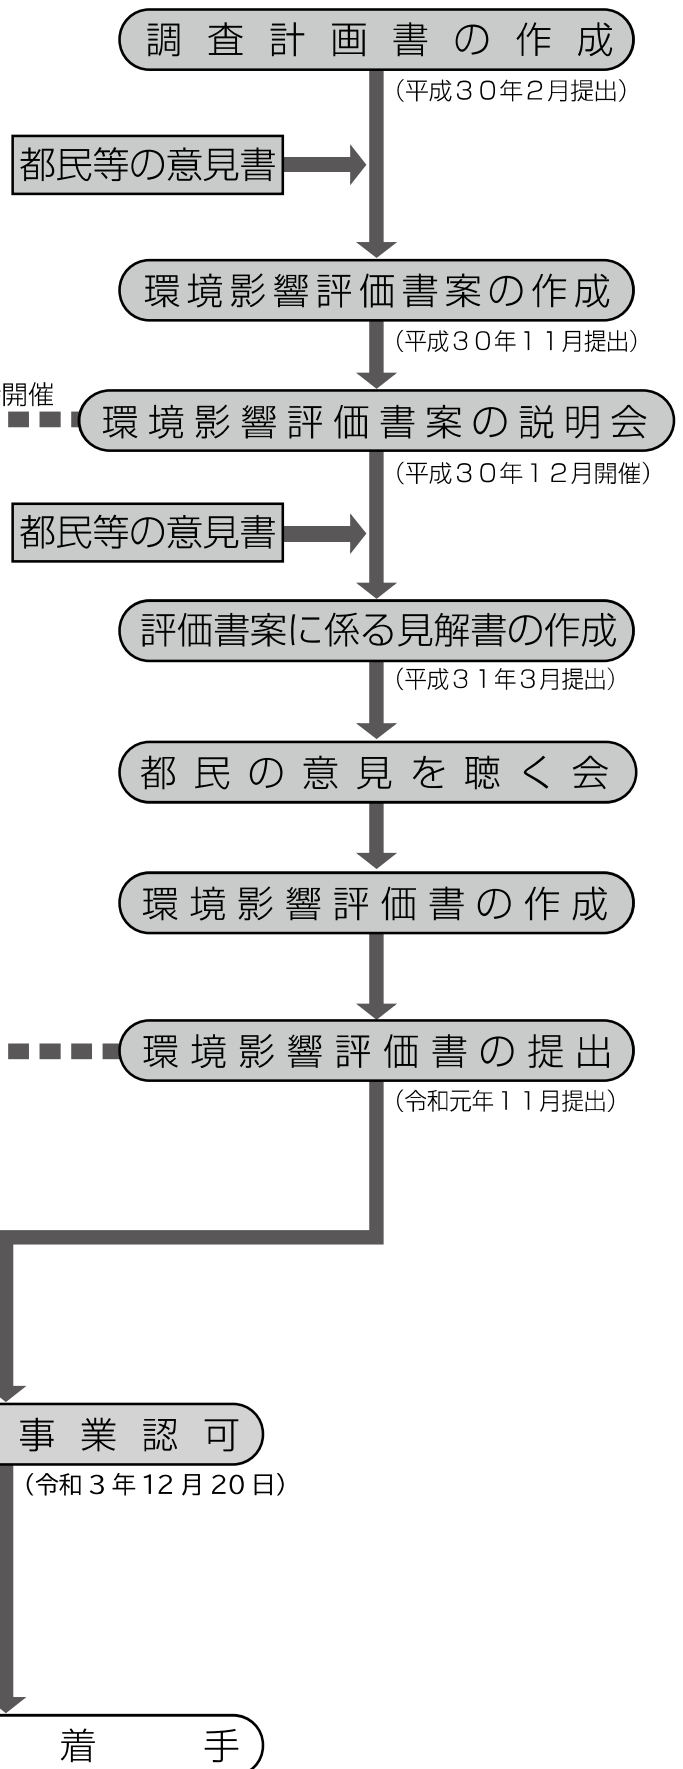 調査計画書の作成
（平成３０年２月提出）
都民等の意見書
環境影響評価書案の作成
（平成３０年１１月提出）
開催
環境影響評価書案の説明会
（平成３０年１２月開催）
都民等の意見書
評価書案に係る見解書の作成
（平成３１年３月提出）
都民の意見を聴く会
環境影響評価書の作成
環境影響評価書の提出
（令和元年１１月提出）
事業認可
（令和 3 年 12 月 20 日）
着手